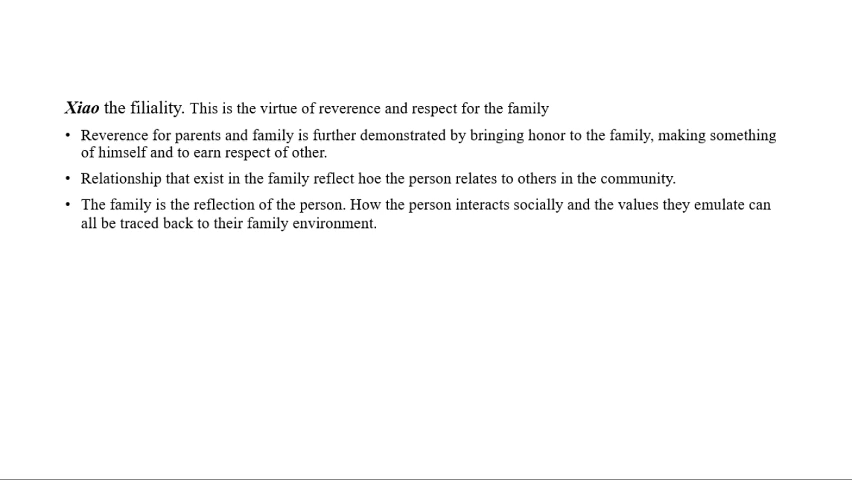 Xiao the filiality. This is the virtue of reverence and respect for the family
• Reverence for parents and family is further demonstrated by bringing honor to the family, making something
of himself and to earn respect of other.
• Relationship that exist in the family reflect hoe the person relates to others in the community.
• The family is the reflection of the person. How the person interacts socially and the values they emulate can
all be traced back to their family environment.